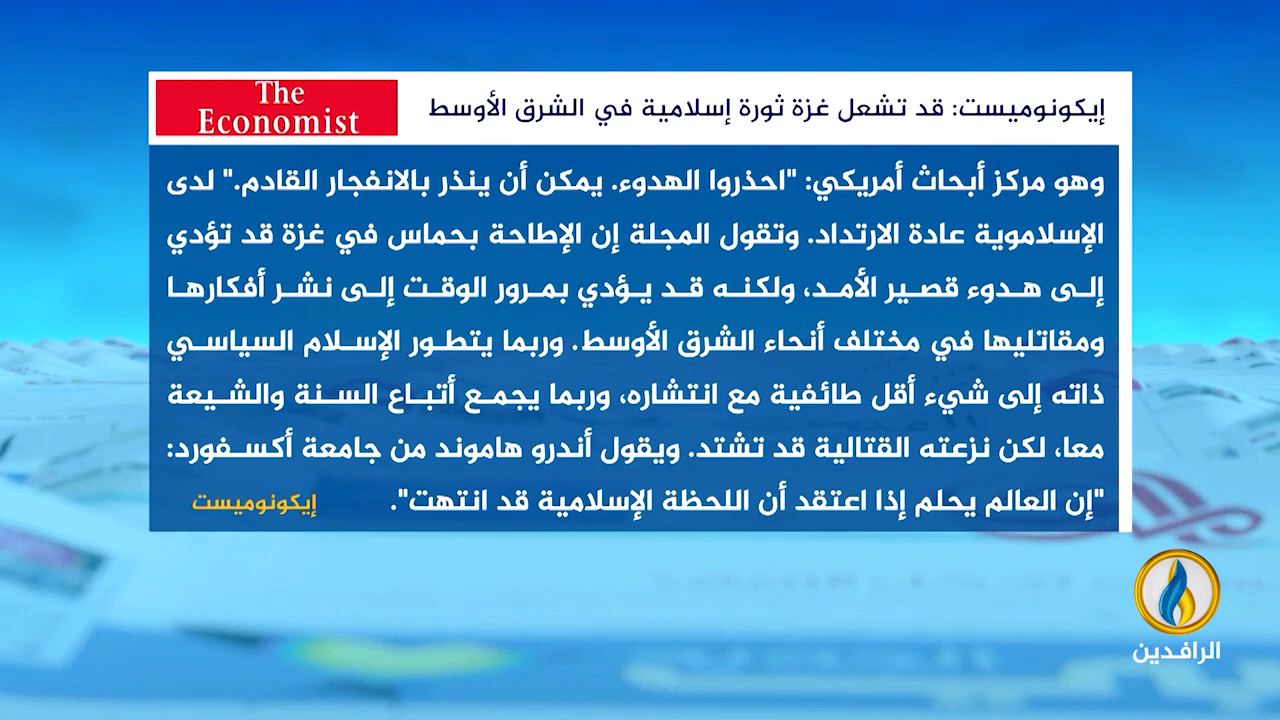 The
Economist
إيكونوميست: قد تشعل غزة ثورة إسلامية في الشرق الأوسط
وهو مركز أبحاث أمريكي: "احذروا الهدوء. يمكن أن ينذر بالانفجار القادم." لدى
الإسلاموية عادة الارتداد. وتقول المجلة إن الإطاحة بحماس في غزة قد تؤدي
إلى هدوء قصير الأمد، ولكنه قد يؤدي بمرور الوقت إلى نشر أفكارها
ومقاتليها في مختلف أنحاء الشرق الأوسط. وربما يتطور الإسلام السياسي
ذاته إلى شيء أقل طائفية مع انتشاره، وربما يجمع أتباع السنة والشيعة
معا، لكن نزعته القتالية قد تشتد. ويقول أندرو هاموند من جامعة أكسفورد:
"إن العالم يحلم إذا اعتقد أن اللحظة الإسلامية قد انتهت".
إيكونوميست
الرافدين